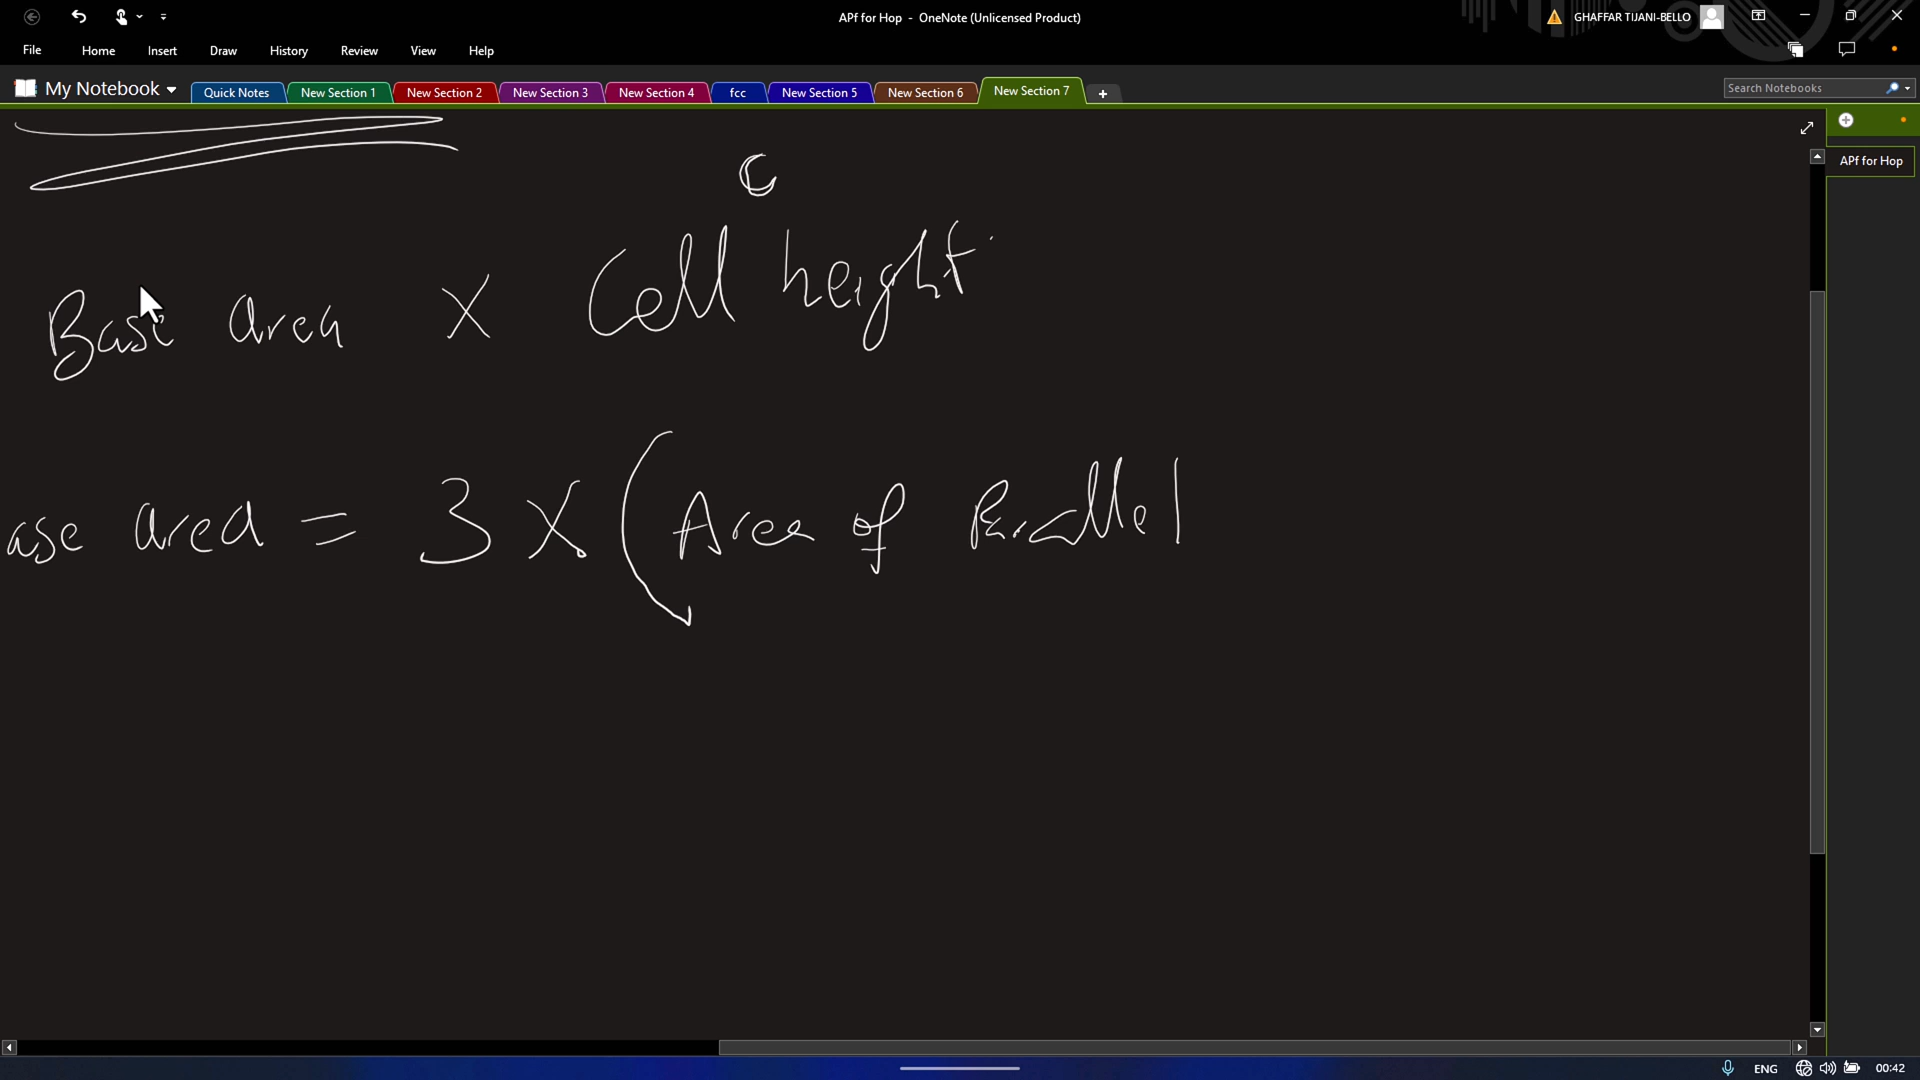 APf for Hop - OneNote (Unlicensed Product)
GHAFFAR TIJANI-BELLO
File Home Insert Draw History Review View Help
My Notebook
Quick Notes New Section 1 New Section 2 New Section 3 New Section 4 fcc New Section 5 New Section 6 New Section 7
Search Notebooks
APf for Hop
C
Base area X Cell height
ase area = 3 X ( Area of Parallel
ENG 00:42